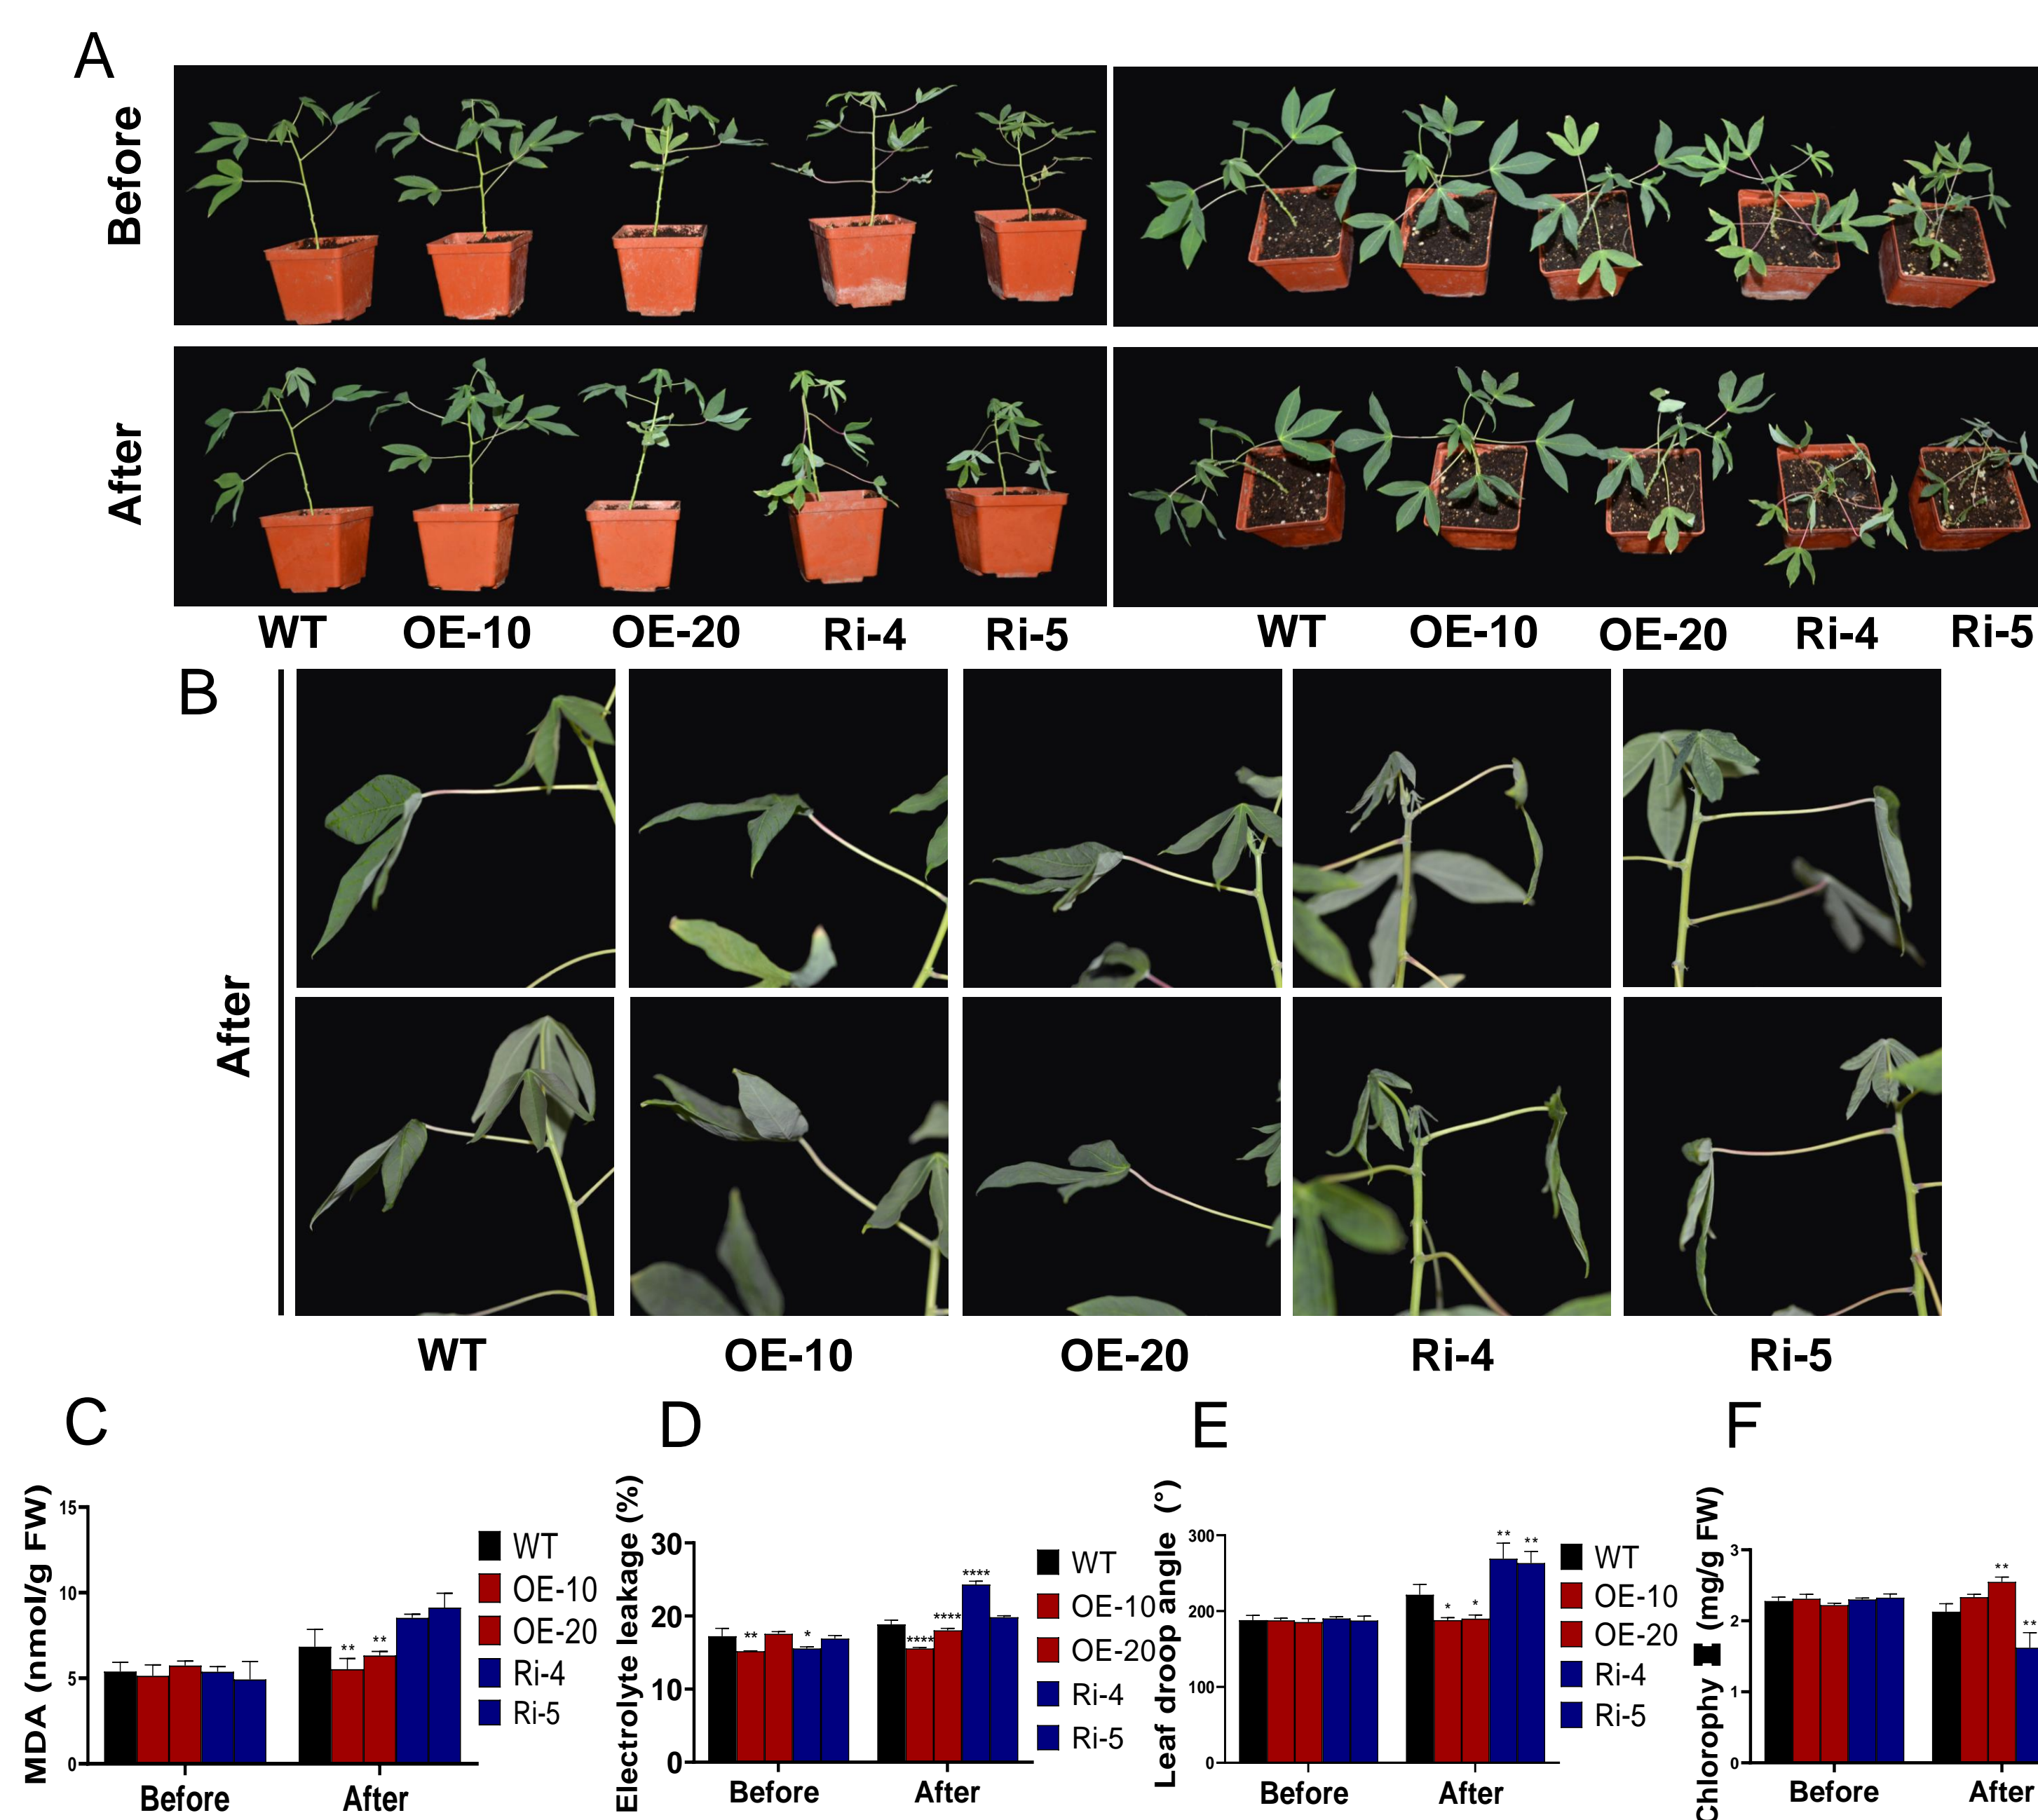 A
Before
After
WT OE-10 OE-20 Ri-4 Ri-5 WT OE-10 OE-20 Ri-4 Ri-5
B
After
WT OE-10 OE-20 Ri-4 Ri-5
C
MDA (nmol/g FW)
15
10
5
0
** **
Before After
WT
OE-10
OE-20
Ri-4
Ri-5
D
Electrolyte leakage (%)
30
20
10
0
** * **** **** ****
Before After
WT
OE-10
OE-20
Ri-4
Ri-5
E
Leaf droop angle (°)
300
200
100
0
* * ** **
Before After
WT
OE-10
OE-20
Ri-4
Ri-5
F
Chlorophy (mg/g FW)
3
2
1
0
** **
Before After